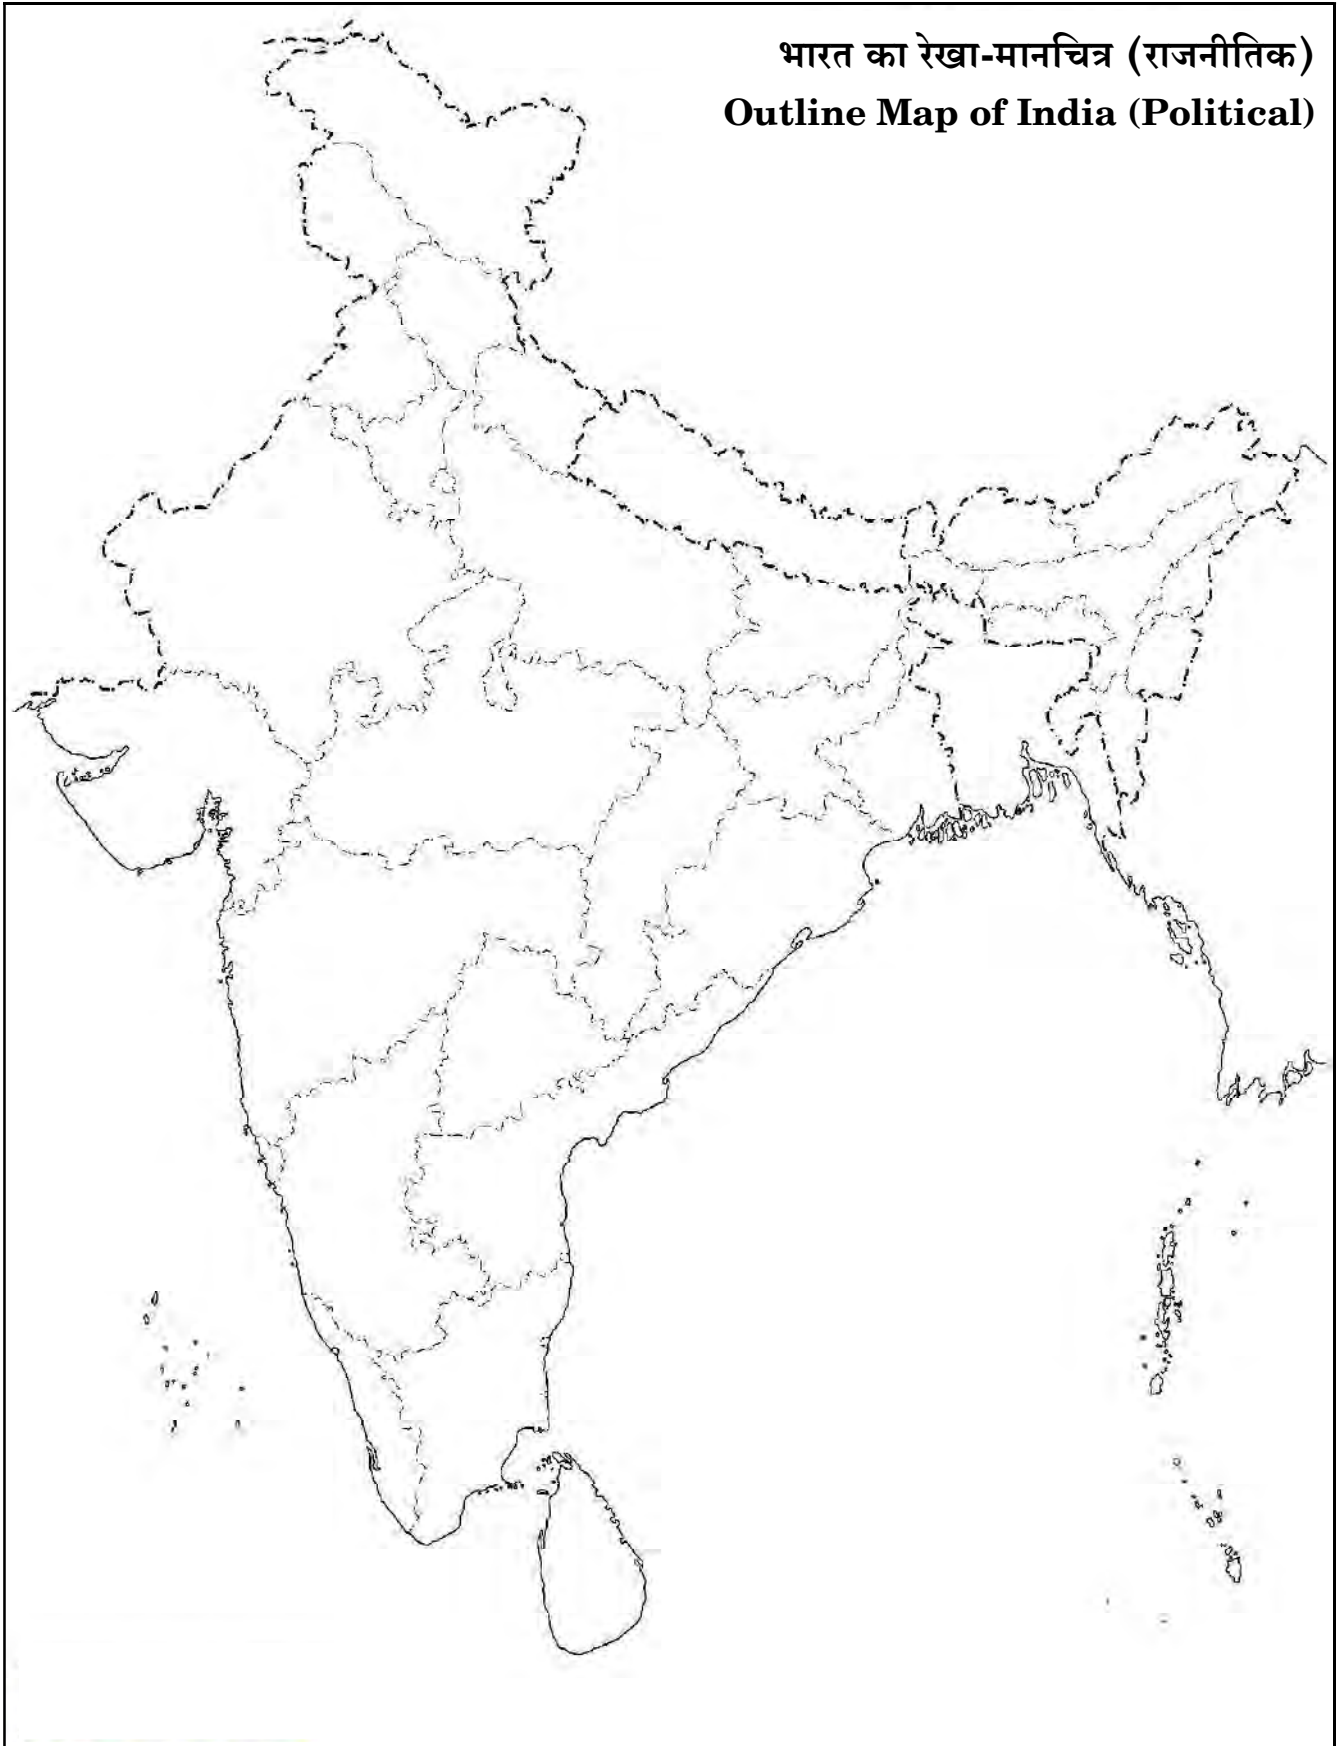 भारत का रेखा-मानचित्र (राजनीतिक)
Outline Map of India (Political)